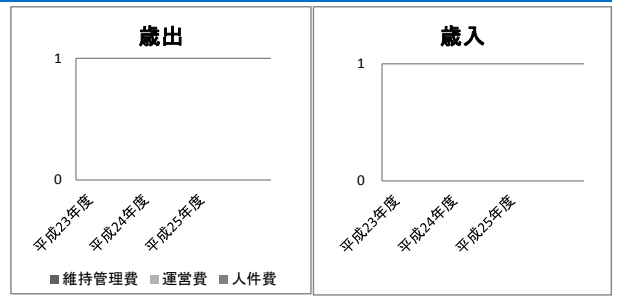 歳出
1
0
平成23年度
平成24年度
平成25年度
維持管理費 運営費 人件費
歳入
1
0
平成23年度
平成24年度
平成25年度